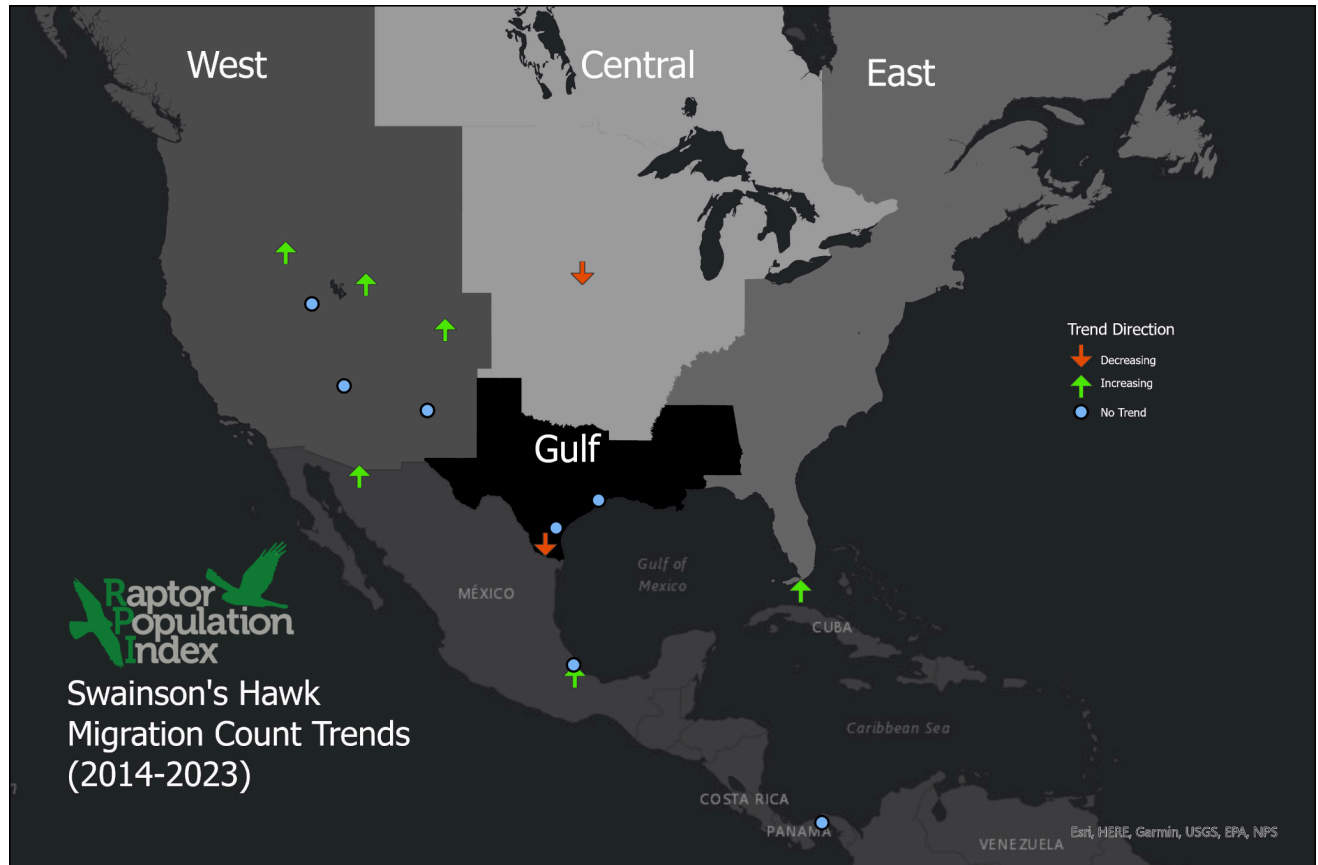 West
Central
East
Trend Direction
Decreasing
Increasing
No Trend
Gulf
Gulf of
Mexico
MÉXICO
CUBA
Raptor
Population
Index
Swainson's Hawk
Migration Count Trends
(2014-2023)
Caribbean Sea
COSTA RICA
PANAMA
VENEZUELA
Esri, HERE, Garmin, USGS, EPA, NPS